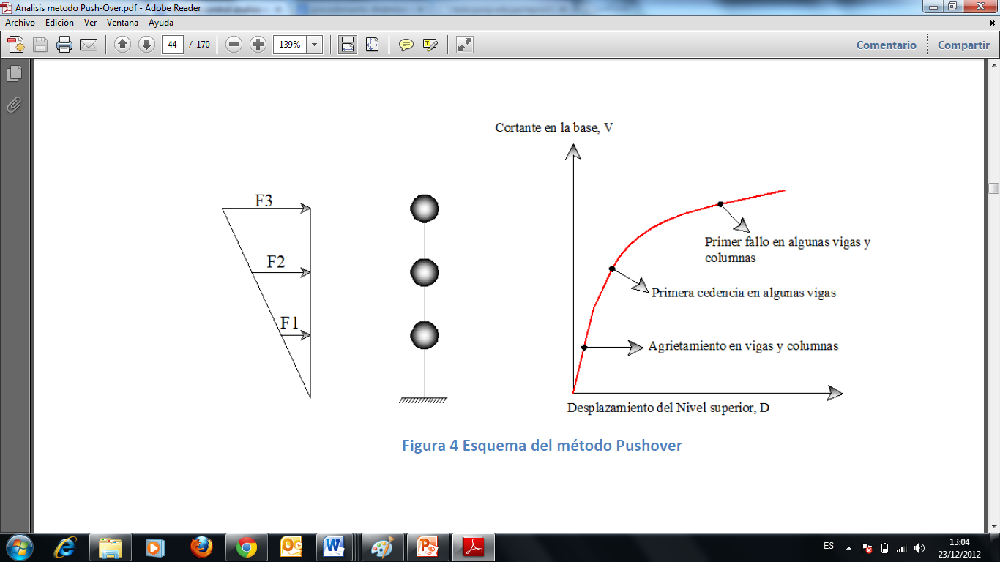 Analisis metodo Push-Over.pdf - Adobe Reader
Archivo Edición Ver Ventana Ayuda
44 / 170 139% Comentario Compartir
Cortante en la base, V
F3
F2
F1
Primer fallo en algunas vigas y
columnas
Primera cedencia en algunas vigas
Agrietamiento en vigas y columnas
Desplazamiento del Nivel superior, D
Figura 4 Esquema del método Pushover
ES
13:04
23/12/2012